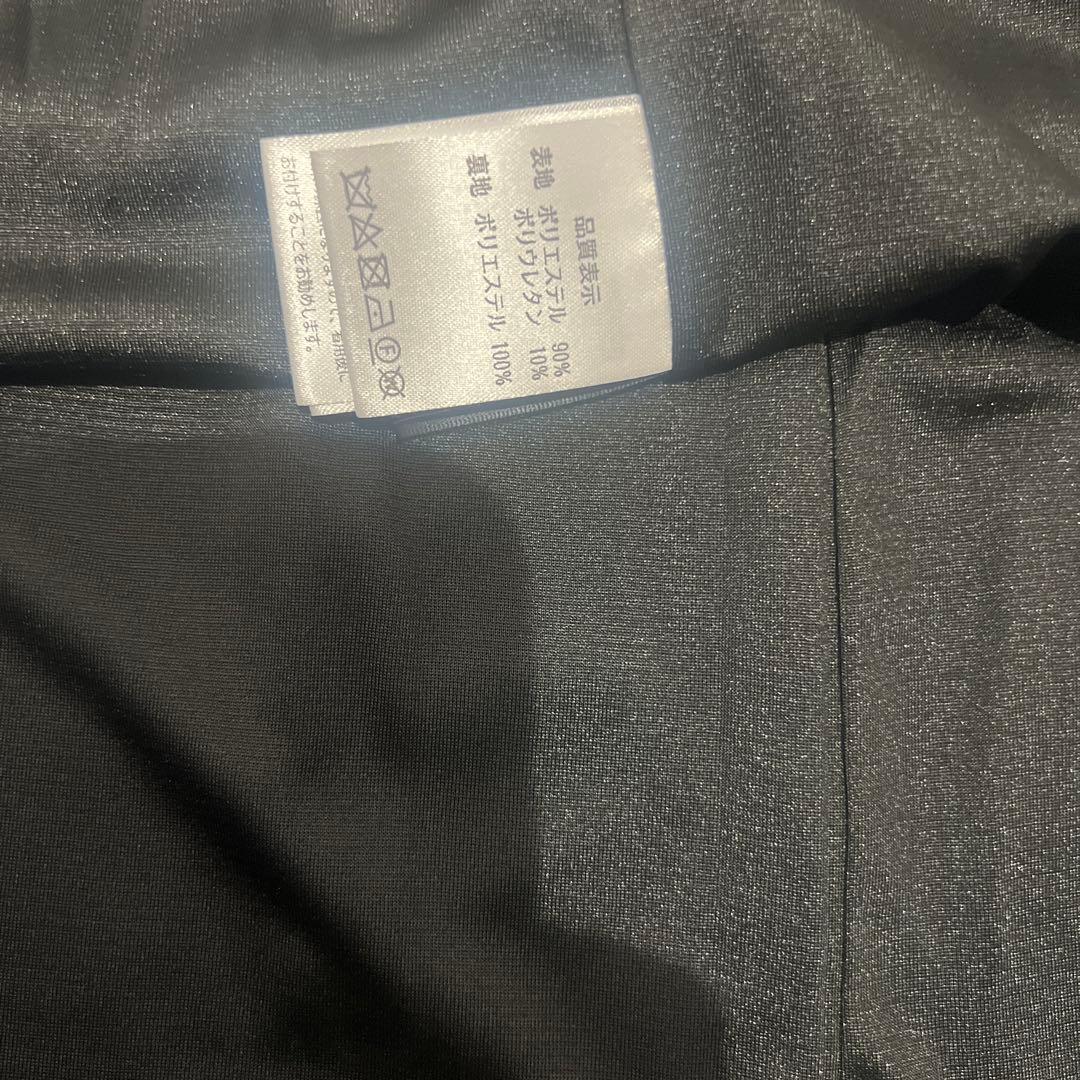 品質表示
表地 ポリエステル 90%
ポリウレタン 10%
裏地 ポリエステル 100%
F
お付けすることをお勧めします。